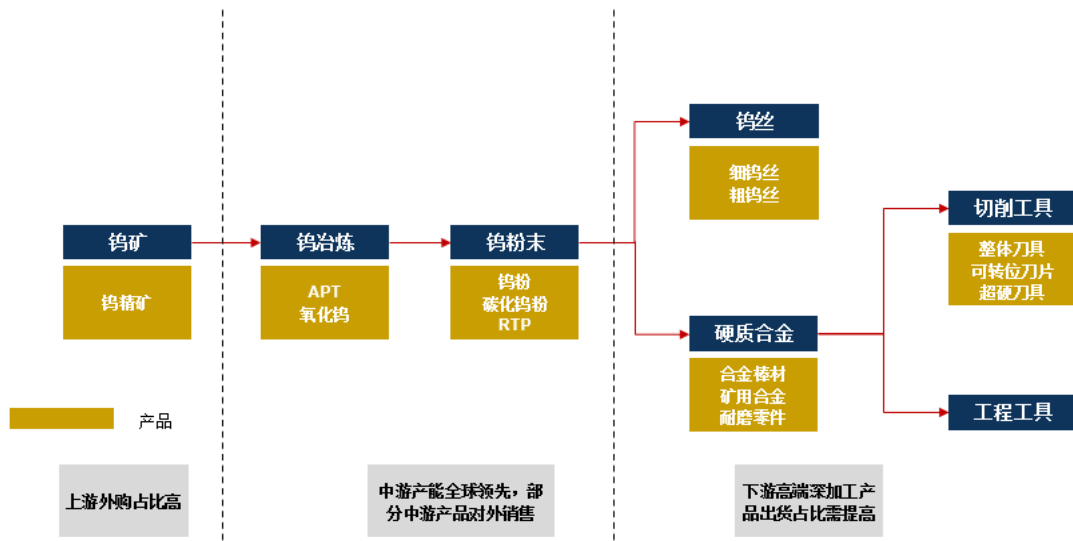 钨矿
钨精矿
钨冶炼
APT
氧化钨
钨粉末
钨粉
碳化钨粉
RTP
钨丝
细钨丝
粗钨丝
硬质合金
合金棒材
矿用合金
耐磨零件
切削工具
整体刀具
可转位刀片
超硬刀具
工程工具
产品
上游外购占比高
中游产能全球领先，部
分中游产品对外销售
下游高端深加工产
品出货占比需提高